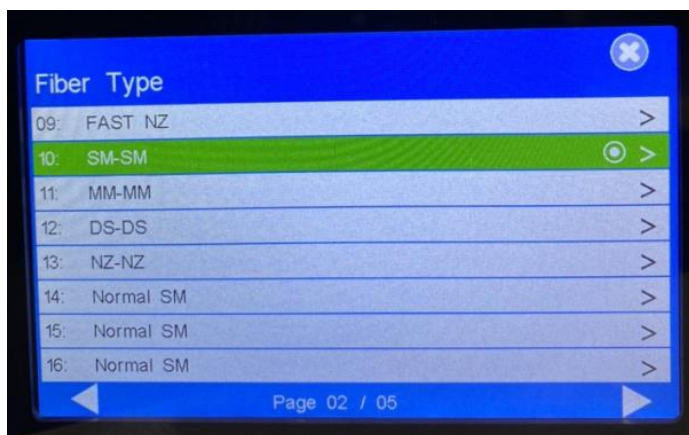 Fiber Type
09: FAST NZ >
10: SM-SM >
11: MM-MM >
12: DS-DS >
13: NZ-NZ >
14: Normal SM >
15: Normal SM >
16: Normal SM >
Page 02 / 05